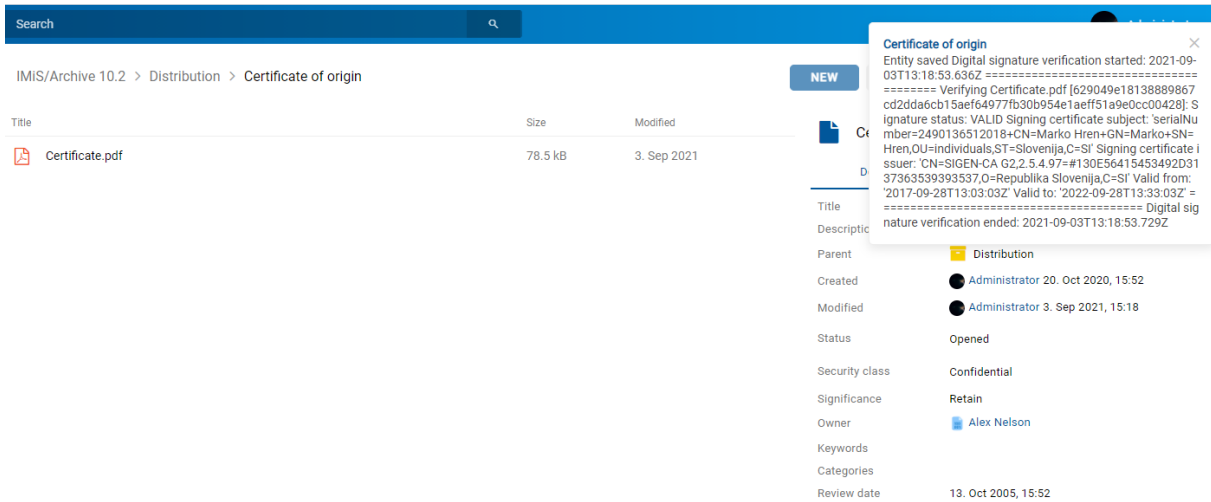 Search
IMiS/Archive 10.2 > Distribution > Certificate of origin
NEW
Title Size Modified
Certificate.pdf 78.5 kB 3. Sep 2021
Certificate of origin
Entity saved Digital signature verification started: 2021-09-
03T13:18:53.636Z ================================
======== Verifying Certificate.pdf [629049e18138889867
cd2dda6cb15aef64977fb30b954e1aeff51a9e0cc00428]: S
ignature status: VALID Signing certificate subject: 'serialNu
mber=2490136512018+CN=Marko Hren+GN=Marko+SN=
Hren,OU=individuals,ST=Slovenija,C=SI' Signing certificate i
ssuer: 'CN=SIGEN-CA G2,2.5.4.97=#130E56415453492D31
37363539393537,O=Republika Slovenija,C=SI' Valid from:
'2017-09-28T13:03:03Z' Valid to: '2022-09-28T13:33:03Z' =
======================================= Digital sig
nature verification ended: 2021-09-03T13:18:53.729Z
Title
Parent Distribution
Created Administrator 20. Oct 2020, 15:52
Modified Administrator 3. Sep 2021, 15:18
Status Opened
Security class Confidential
Significance Retain
Owner Alex Nelson
Keywords
Categories
Review date 13. Oct 2005, 15:52